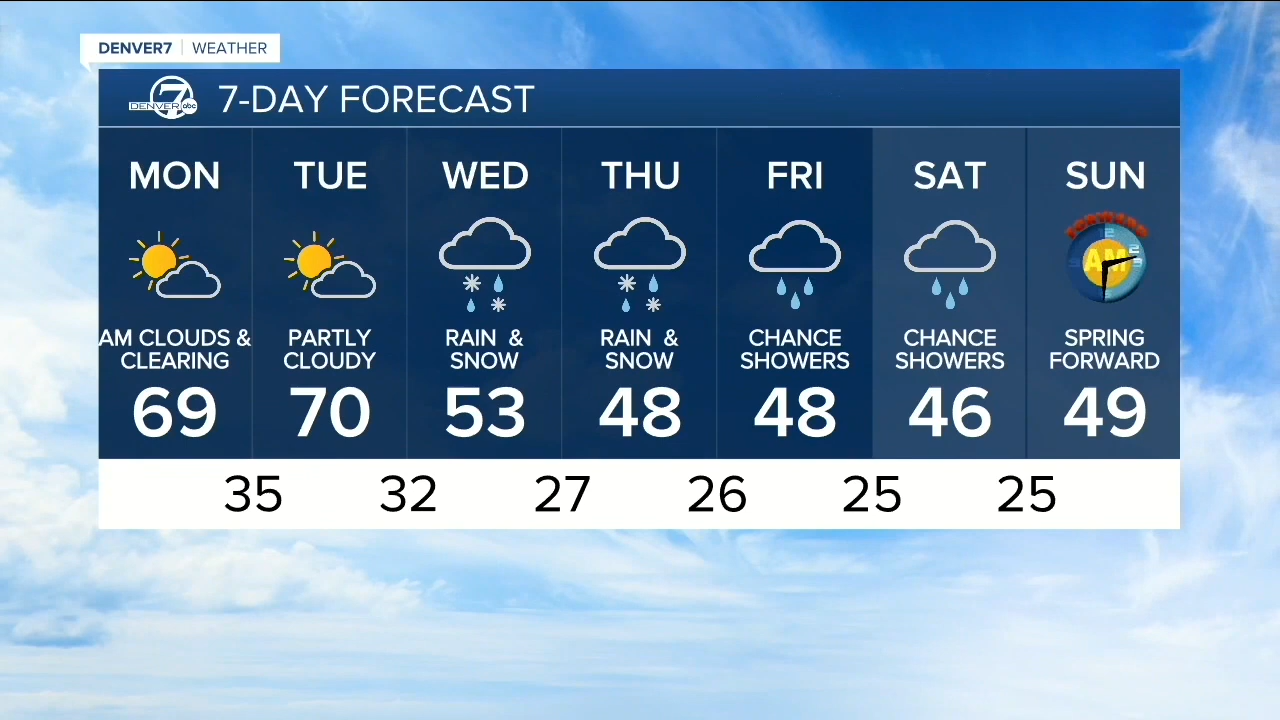 DENVER7 | WEATHER
DENVER 7 abc
7-DAY FORECAST
MON
TUE
WED
THU
FRI
SAT
SUN
FORWARD
AM
AM CLOUDS &
CLEARING
PARTLY
CLOUDY
RAIN &
SNOW
RAIN &
SNOW
CHANCE
SHOWERS
CHANCE
SHOWERS
SPRING
FORWARD
69
70
53
48
48
46
49
35
32
27
26
25
25